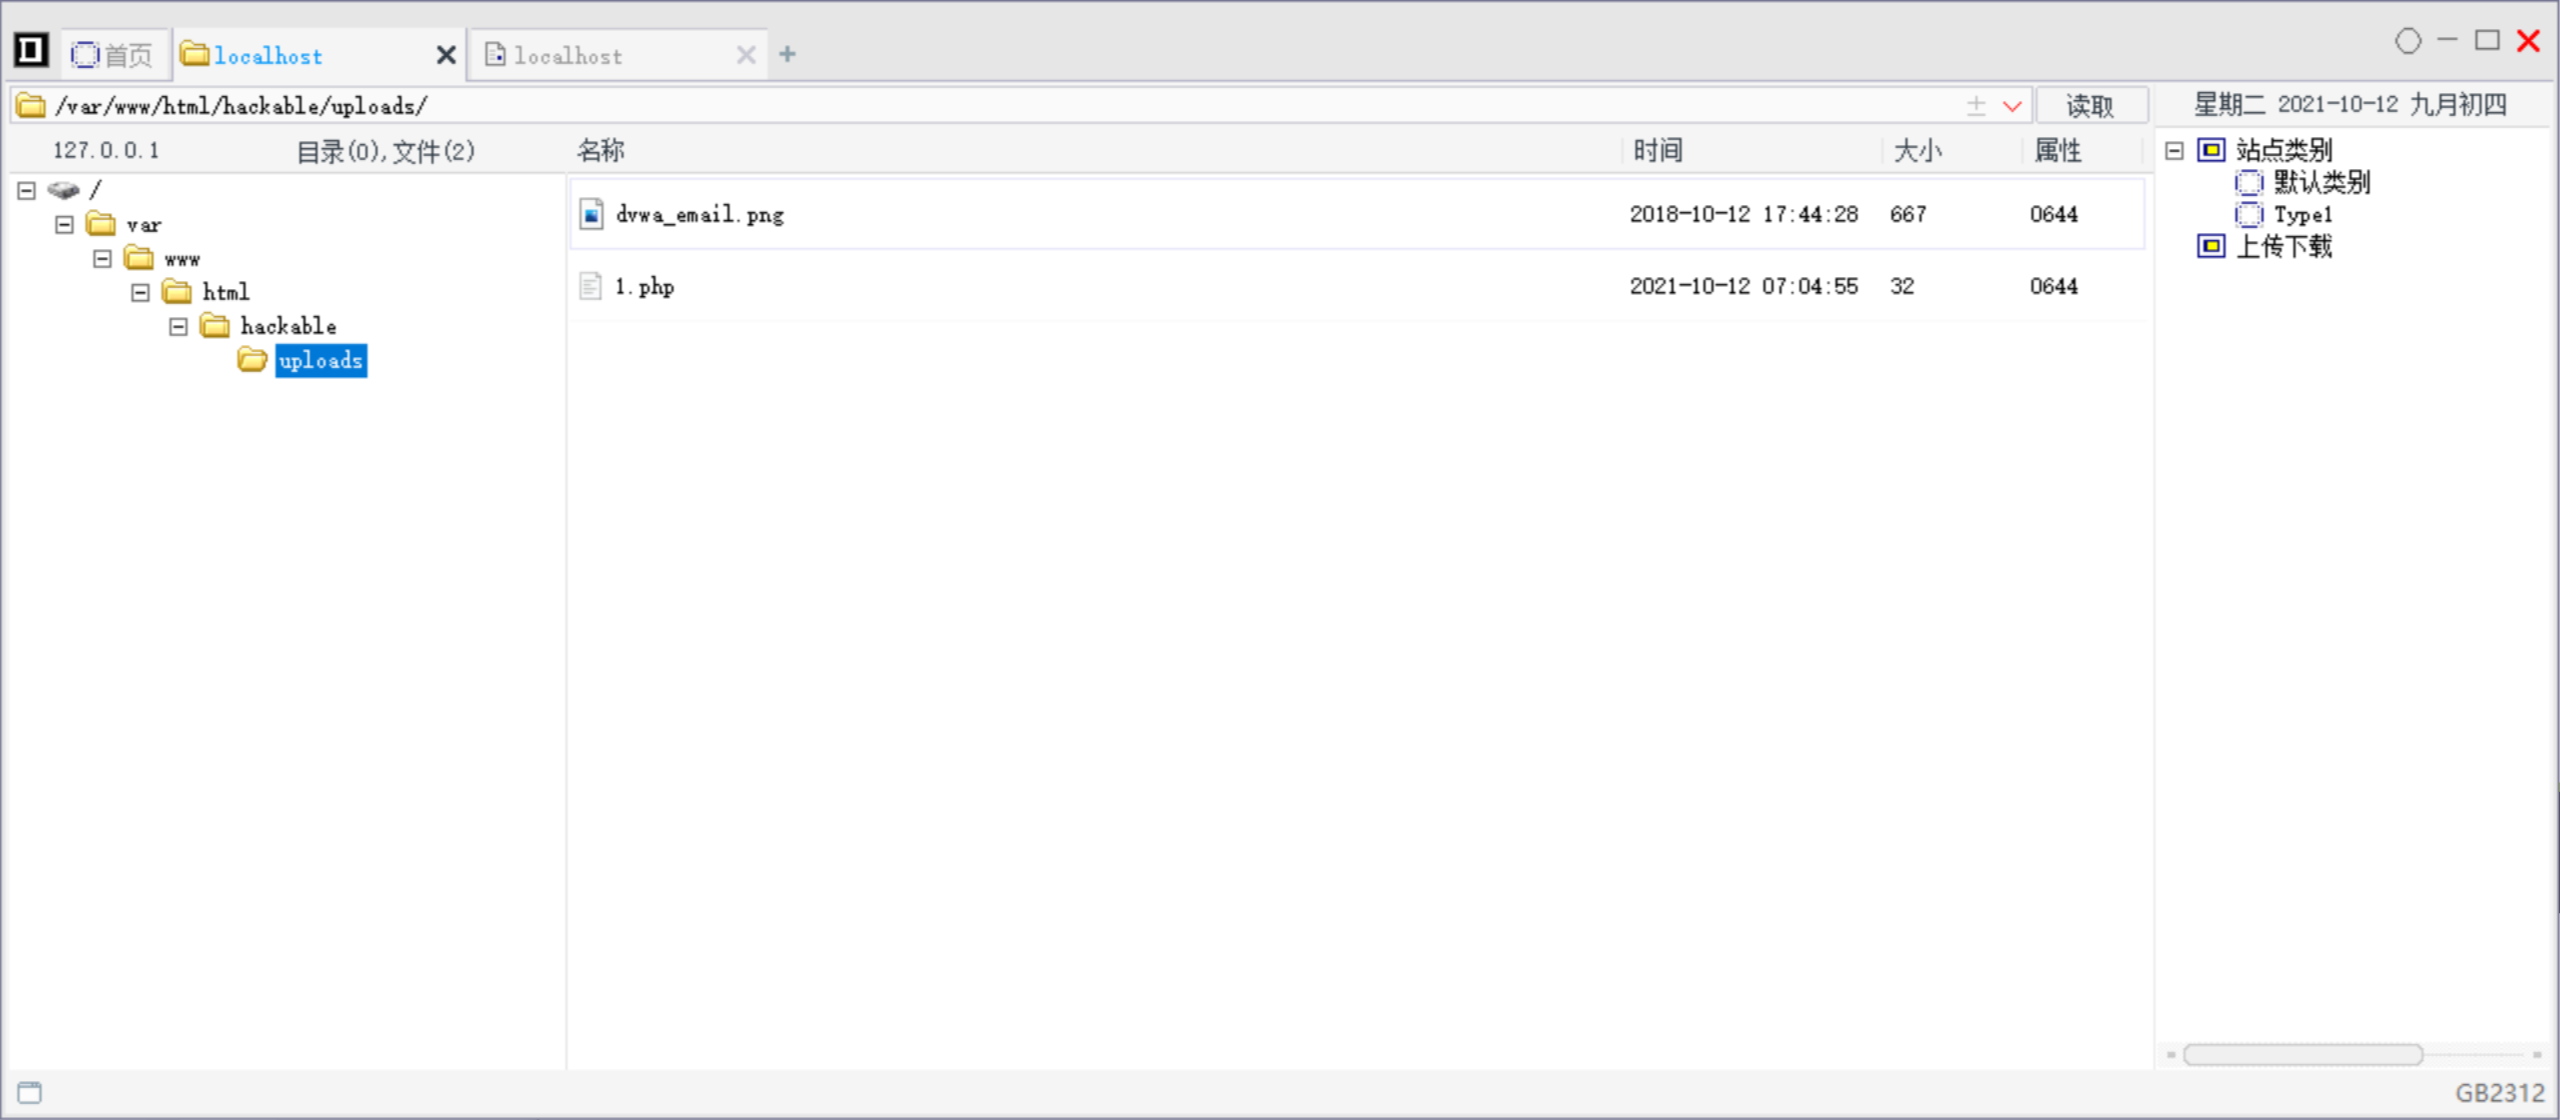 首页 localhost localhost
/var/www/html/hackable/uploads/ 读取 星期二 2021-10-12 九月初四
127.0.0.1 目录(0),文件(2) 名称 时间 大小 属性
/
var
www
html
hackable
uploads
dvwa_email.png 2018-10-12 17:44:28 667 0644
1.php 2021-10-12 07:04:55 32 0644
站点类别
默认类别
Type1
上传下载
GB2312